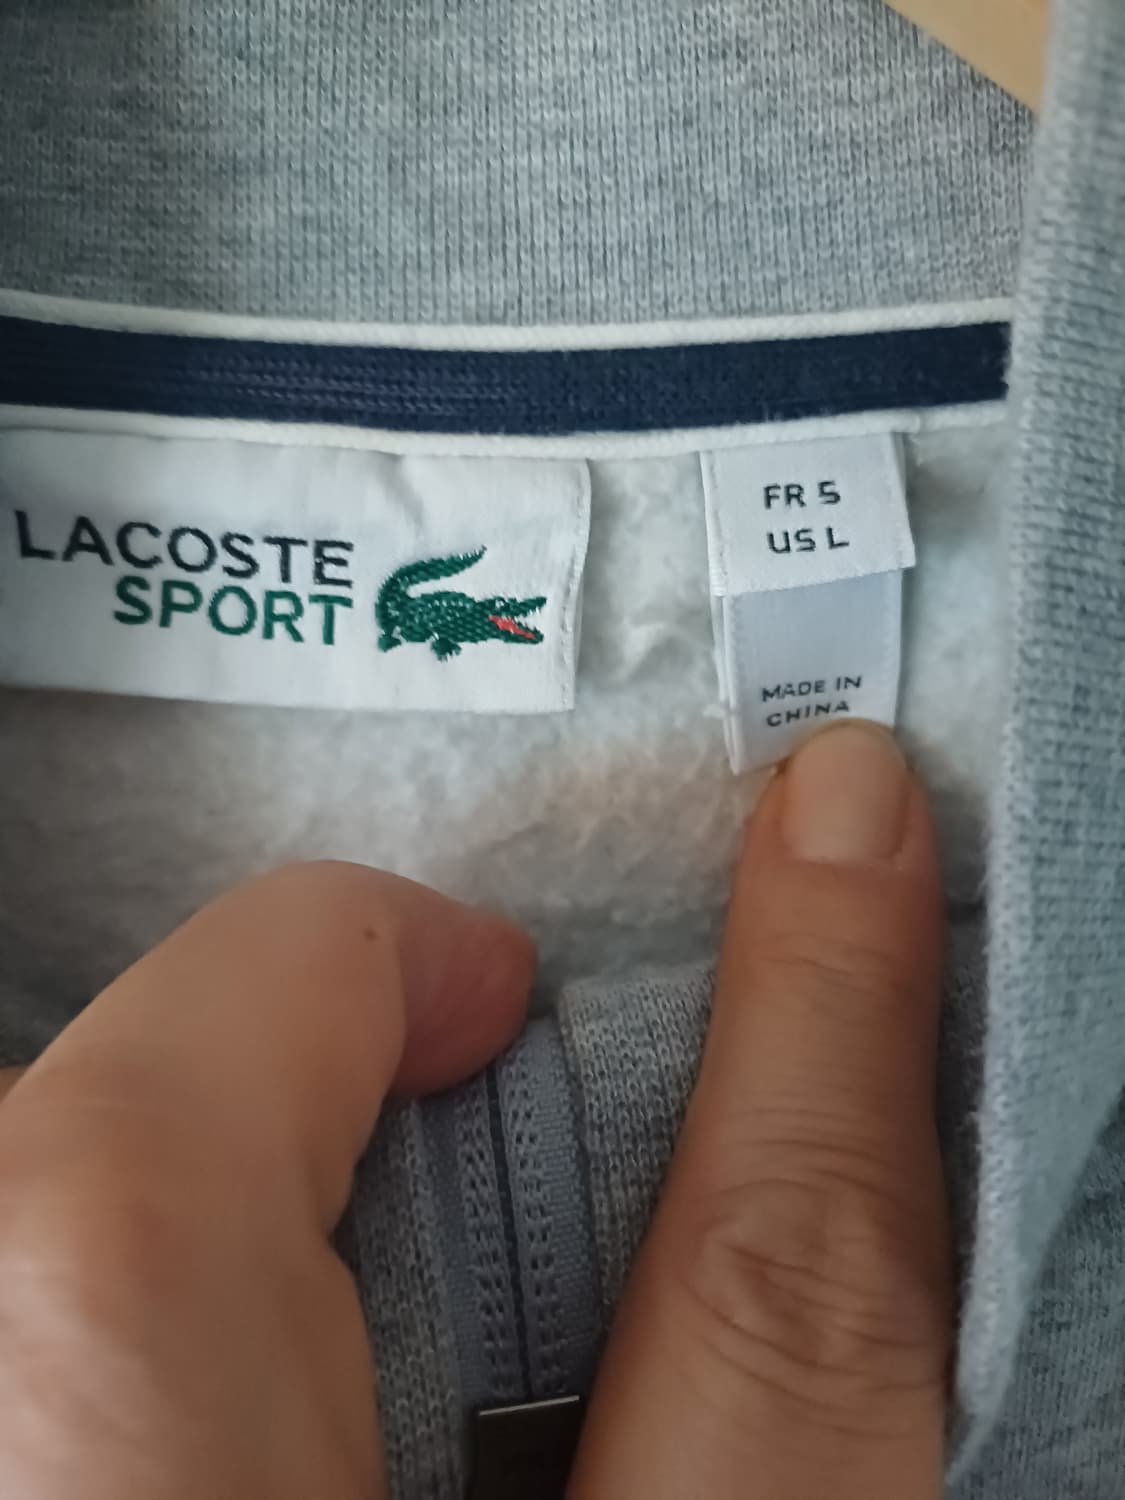 LACOSTE
SPORT
FR 5
US L
MADE IN
CHINA